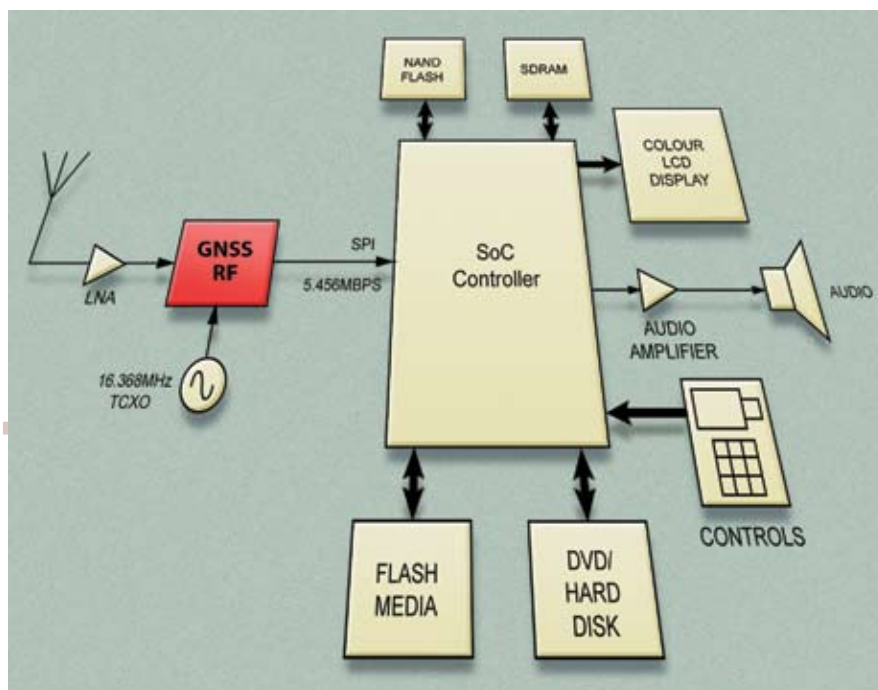 NAND
FLASH
SDRAM
COLOUR
LCD
DISPLAY
GNSS
RF
LNA
SPI
5.456MBPS
SoC
Controller
AUDIO
AUDIO
AMPLIFIER
16.368MHz
TCXO
CONTROLS
FLASH
MEDIA
DVD/
HARD
DISK